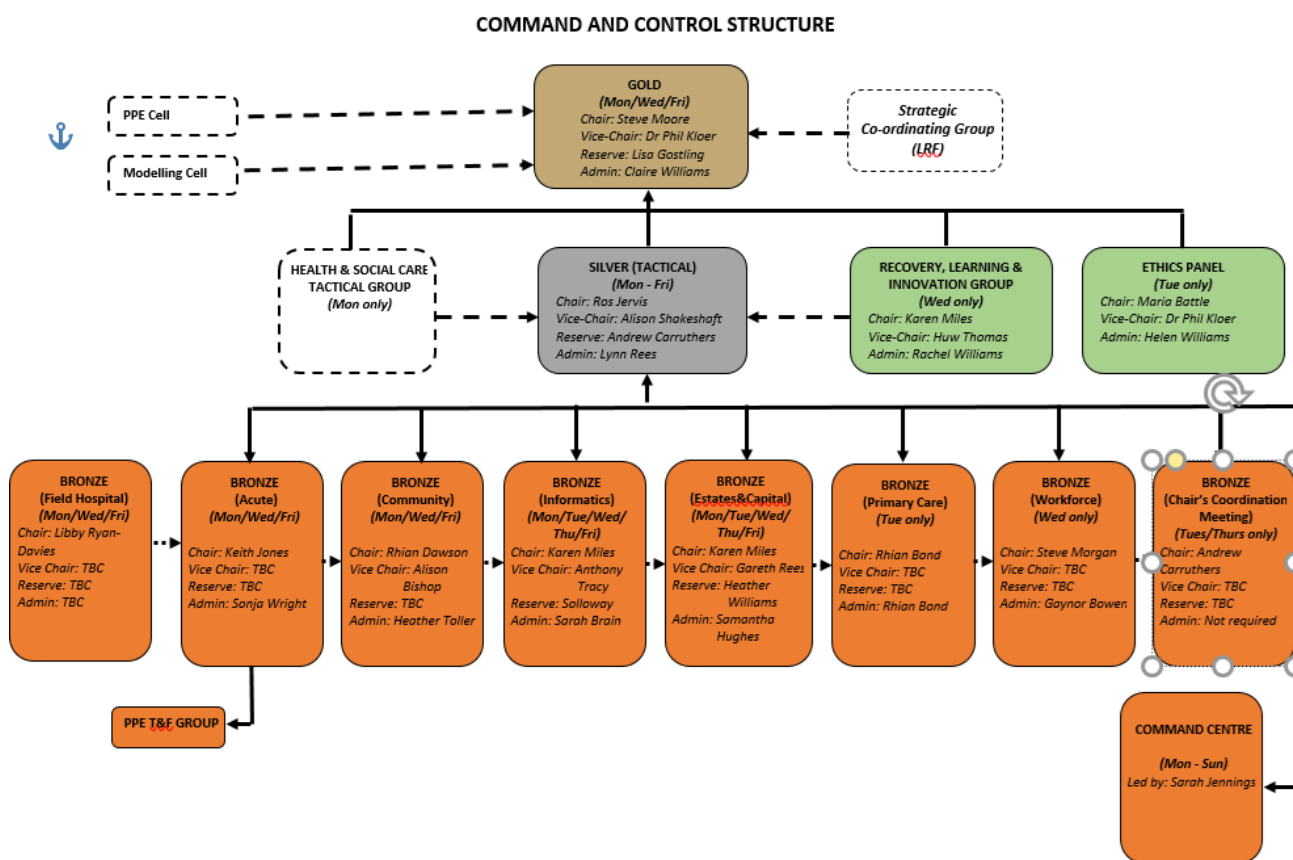 COMMAND AND CONTROL STRUCTURE
PPE Cell
Modelling Cell
GOLD
(Mon/Wed/Fri)
Chair: Steve Moore
Vice-Chair: Dr Phil Kloer
Reserve: Lisa Gostling
Admin: Claire Williams
Strategic
Co-ordinating Group
(LRF)
HEALTH & SOCIAL CARE
TACTICAL GROUP
(Mon only)
SILVER (TACTICAL)
(Mon - Fri)
Chair: Ros Jervis
Vice-Chair: Alison Shakeshaft
Reserve: Andrew Carruthers
Admin: Lynn Rees
RECOVERY, LEARNING &
INNOVATION GROUP
(Wed only)
Chair: Karen Miles
Vice-Chair: Huw Thomas
Admin: Rachel Williams
ETHICS PANEL
(Tue only)
Chair: Maria Battle
Vice-Chair: Dr Phil Kloer
Admin: Helen Williams
BRONZE
(Field Hospital)
(Mon/Wed/Fri)
Chair: Libby Ryan-
Davies
Vice Chair: TBC
Reserve: TBC
Admin: TBC
BRONZE
(Acute)
(Mon/Wed/Fri)
Chair: Keith Jones
Vice Chair: TBC
Reserve: TBC
Admin: Sonja Wright
BRONZE
(Community)
(Mon/Wed/Fri)
Chair: Rhian Dawson
Vice Chair: Alison
Bishop
Reserve: TBC
Admin: Heather Toller
BRONZE
(Informatics)
(Mon/Tue/Wed/
Thu/Fri)
Chair: Karen Miles
Vice Chair: Anthony
Tracy
Reserve: Solloway
Admin: Sarah Brain
BRONZE
(Estates&Capital)
(Mon/Tue/Wed/
Thu/Fri)
Chair: Karen Miles
Vice Chair: Gareth Rees
Reserve: Heather
Williams
Admin: Samantha
Hughes
BRONZE
(Primary Care)
(Tue only)
Chair: Rhian Bond
Vice Chair: TBC
Reserve: TBC
Admin: Rhian Bond
BRONZE
(Workforce)
(Wed only)
Chair: Steve Morgan
Vice Chair: TBC
Reserve: TBC
Admin: Gaynor Bowen
BRONZE
(Chair's Coordination
Meeting)
(Tues/Thurs only)
Chair: Andrew
Carruthers
Vice Chair: TBC
Reserve: TBC
Admin: Not required
PPE T&F GROUP
COMMAND CENTRE
(Mon - Sun)
Led by: Sarah Jennings